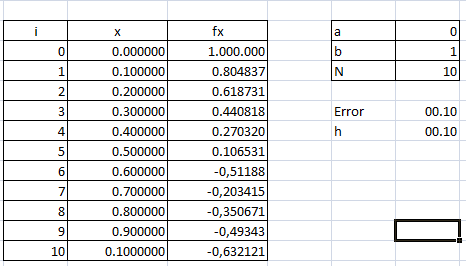 i x fx a 0
0 0.000000 1.000.000 b 1
1 0.100000 0.804837 N 10
2 0.200000 0.618731
3 0.300000 0.440818 Error 00.10
4 0.400000 0.270320 h 00.10
5 0.500000 0.106531
6 0.600000 -0,51188
7 0.700000 -0,203415
8 0.800000 -0,350671
9 0.900000 -0,49343
10 0.1000000 -0,632121